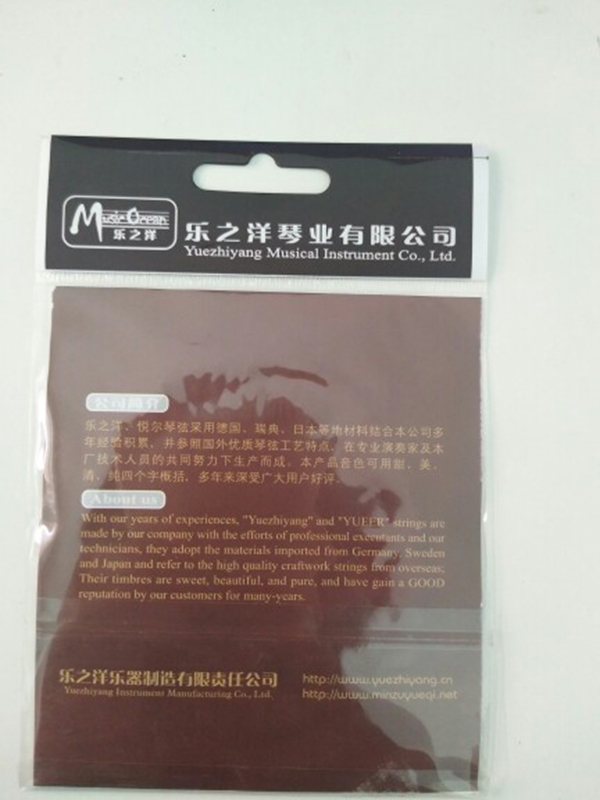 Music Ocean
乐之洋
乐之洋琴业有限公司
Yuezhiyang Musical Instrument Co., Ltd.
公司简介
乐之洋、悦尔琴弦采用德国、瑞典、日本等地材料结合本公司多
年经验积累，并参照国外优质琴弦工艺特点，在专业演奏家及本
厂技术人员的共同努力下生产而成。本产品音色可用甜、美、
清、纯四个字概括，多年来深受广大用户好评。
About us
With our years of experiences, "Yuezhiyang" and "YUEER" strings are
made by our company with the efforts of professional executants and our
technicians, they adopt the materials imported from Germany, Sweden
and Japan and refer to the high quality craftwork strings from overseas;
Their timbres are sweet, beautiful, and pure, and have gain a GOOD
reputation by our customers for many-years.
乐之洋乐器制造有限责任公司
Yuezhiyang Instrument Manufacturing Co., Ltd.
http://www.yuezhiyang.cn
http://www.minzuyueqi.net